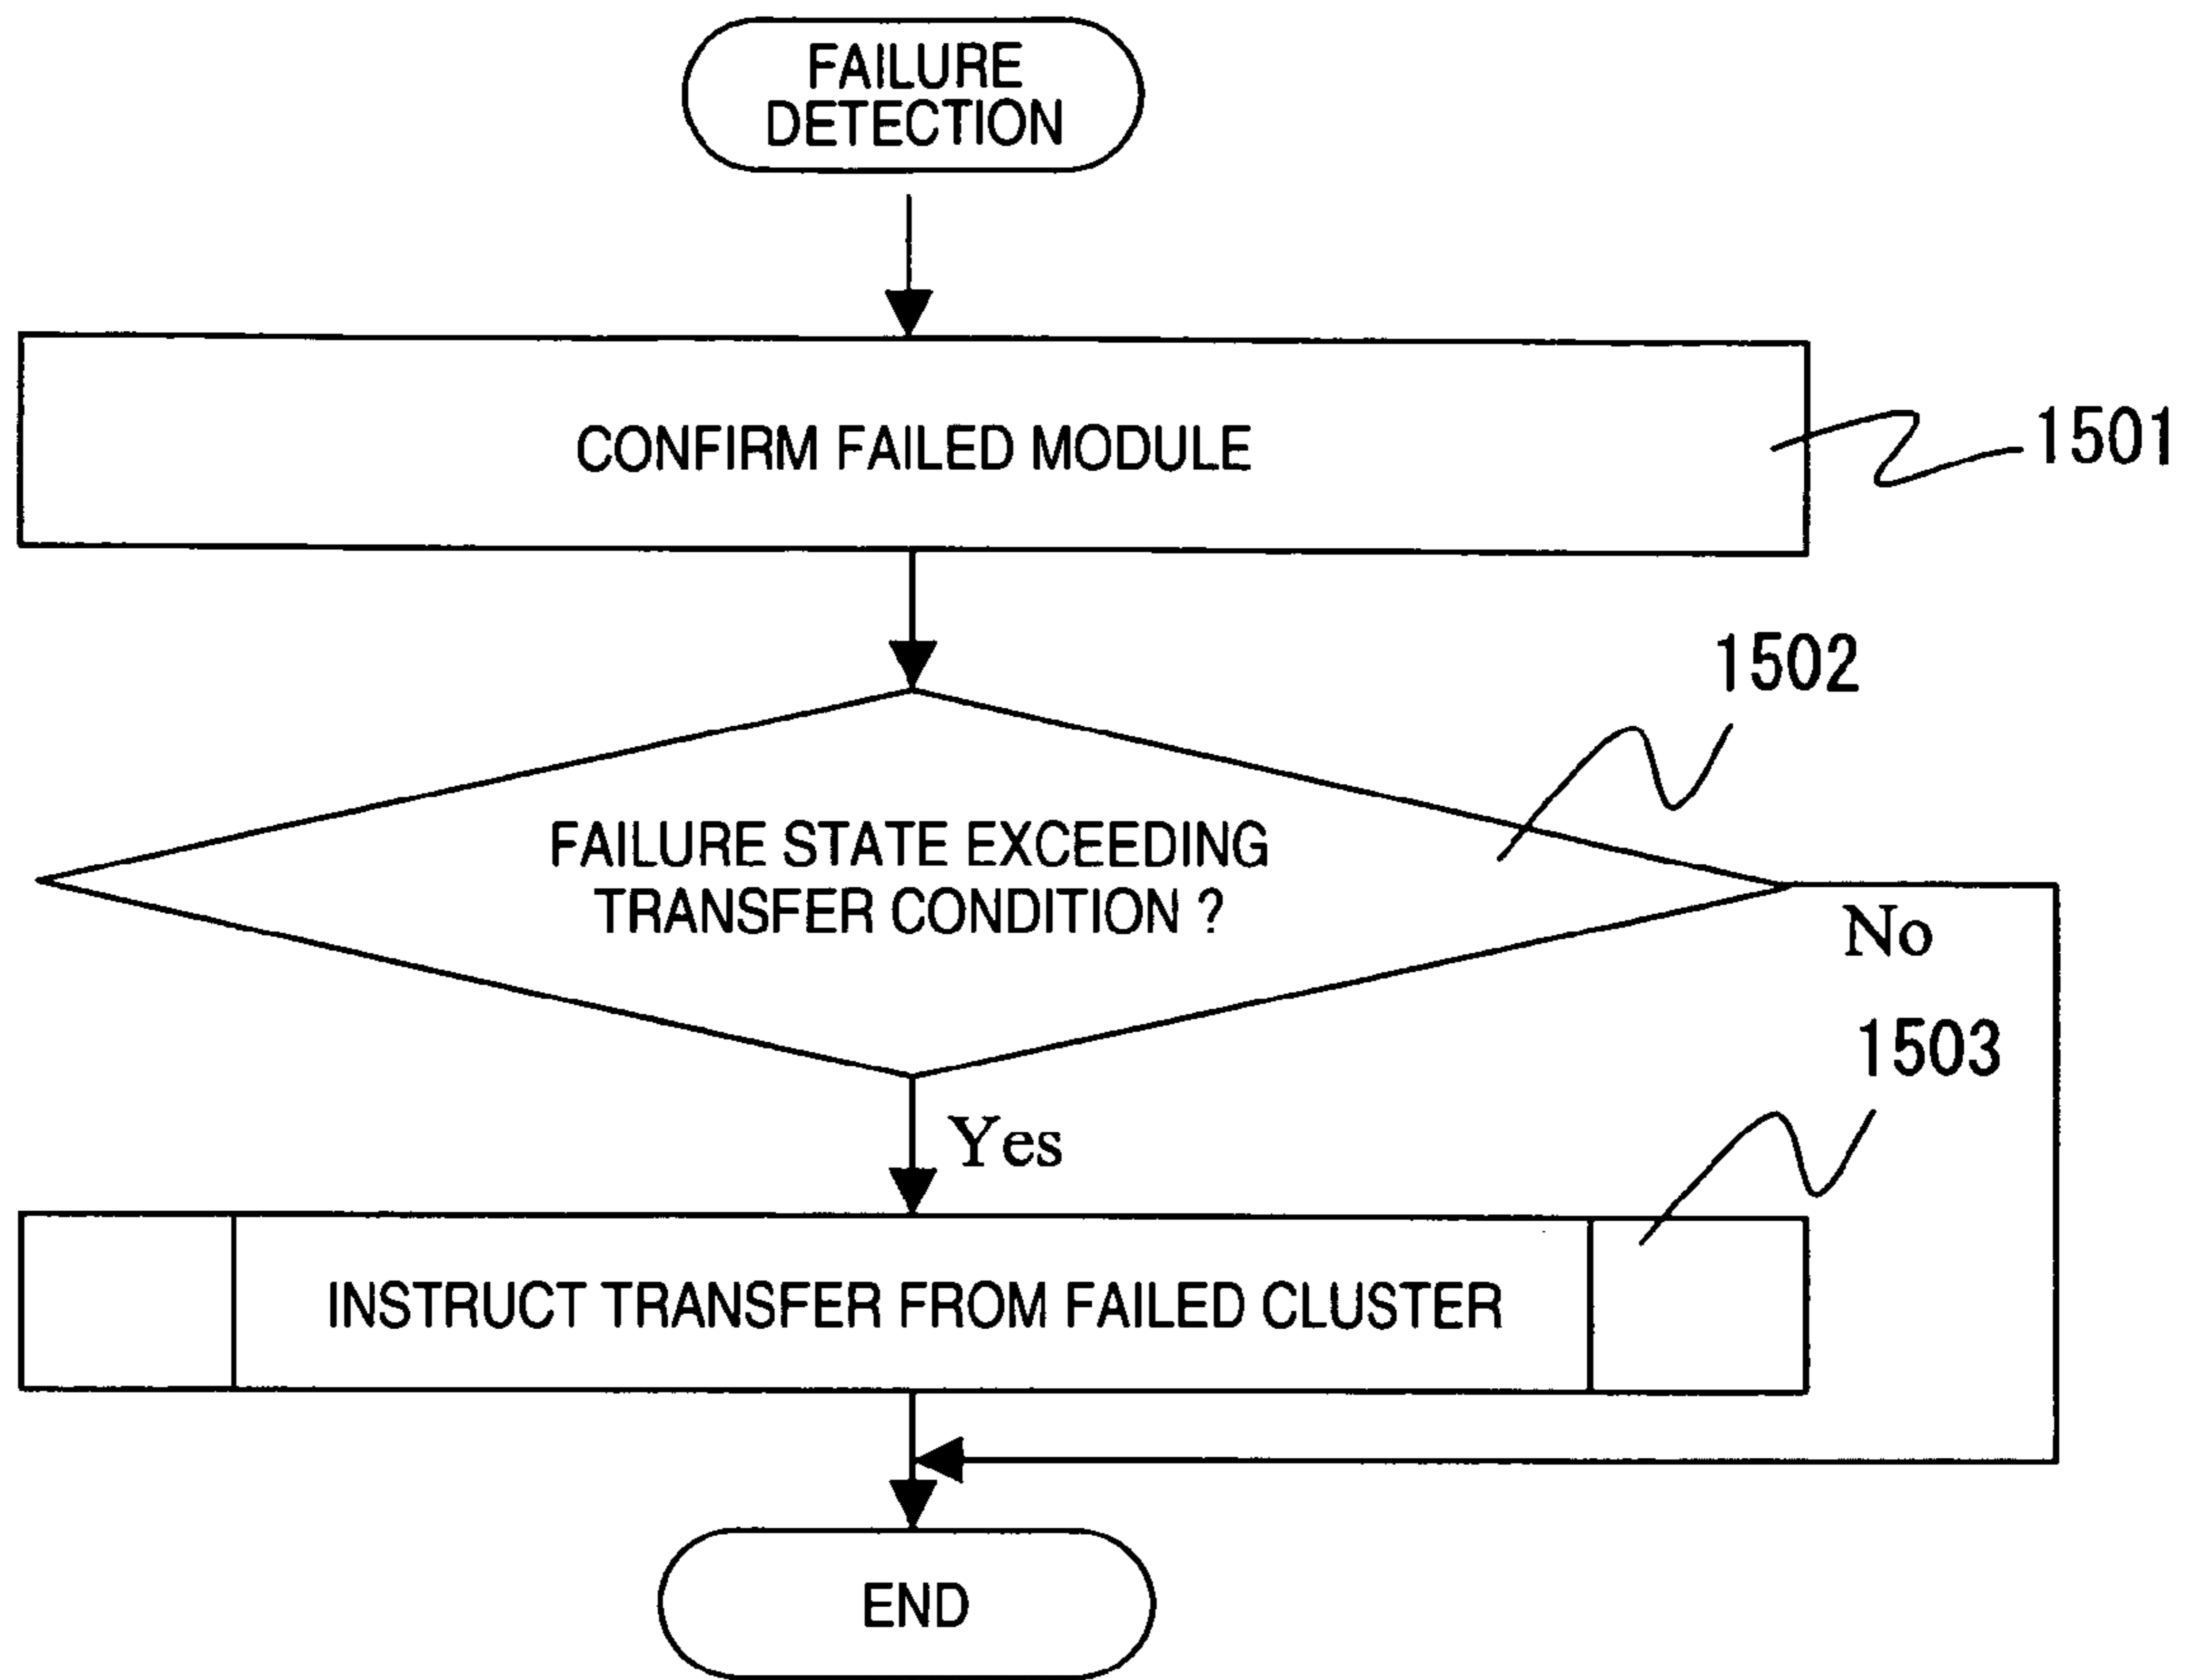 FAILURE
DETECTION
CONFIRM FAILED MODULE
1501
1502
FAILURE STATE EXCEEDING
TRANSFER CONDITION ?
No
1503
Yes
INSTRUCT TRANSFER FROM FAILED CLUSTER
END